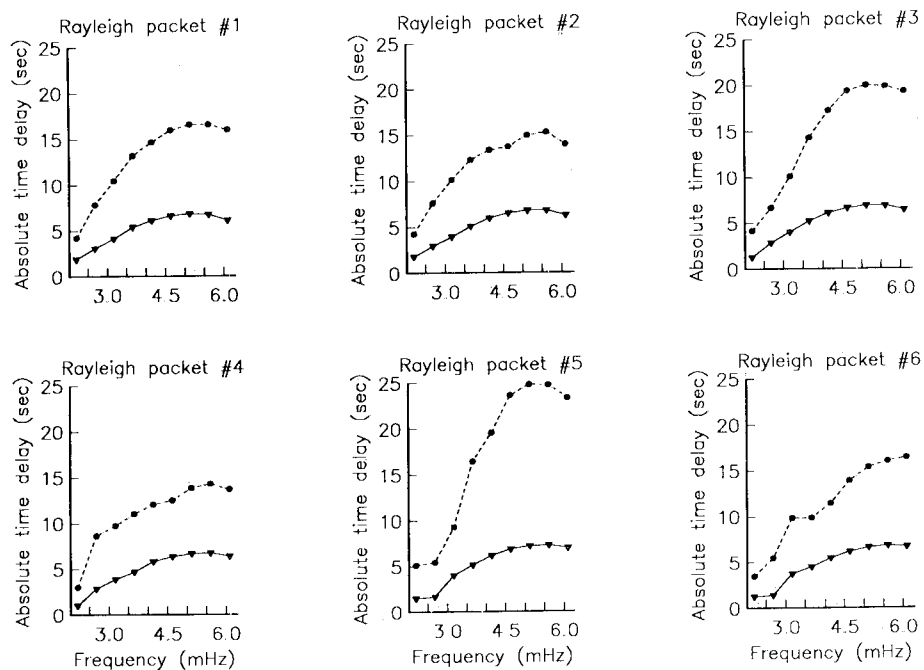 Rayleigh packet #1
Absolute time delay (sec)
25
20
15
10
5
0
3.0 4.5 6.0
Rayleigh packet #2
Absolute time delay (sec)
25
20
15
10
5
0
3.0 4.5 6.0
Rayleigh packet #3
Absolute time delay (sec)
25
20
15
10
5
0
3.0 4.5 6.0
Rayleigh packet #4
Absolute time delay (sec)
25
20
15
10
5
0
3.0 4.5 6.0
Frequency (mHz)
Rayleigh packet #5
Absolute time delay (sec)
25
20
15
10
5
0
3.0 4.5 6.0
Frequency (mHz)
Rayleigh packet #6
Absolute time delay (sec)
25
20
15
10
5
0
3.0 4.5 6.0
Frequency (mHz)